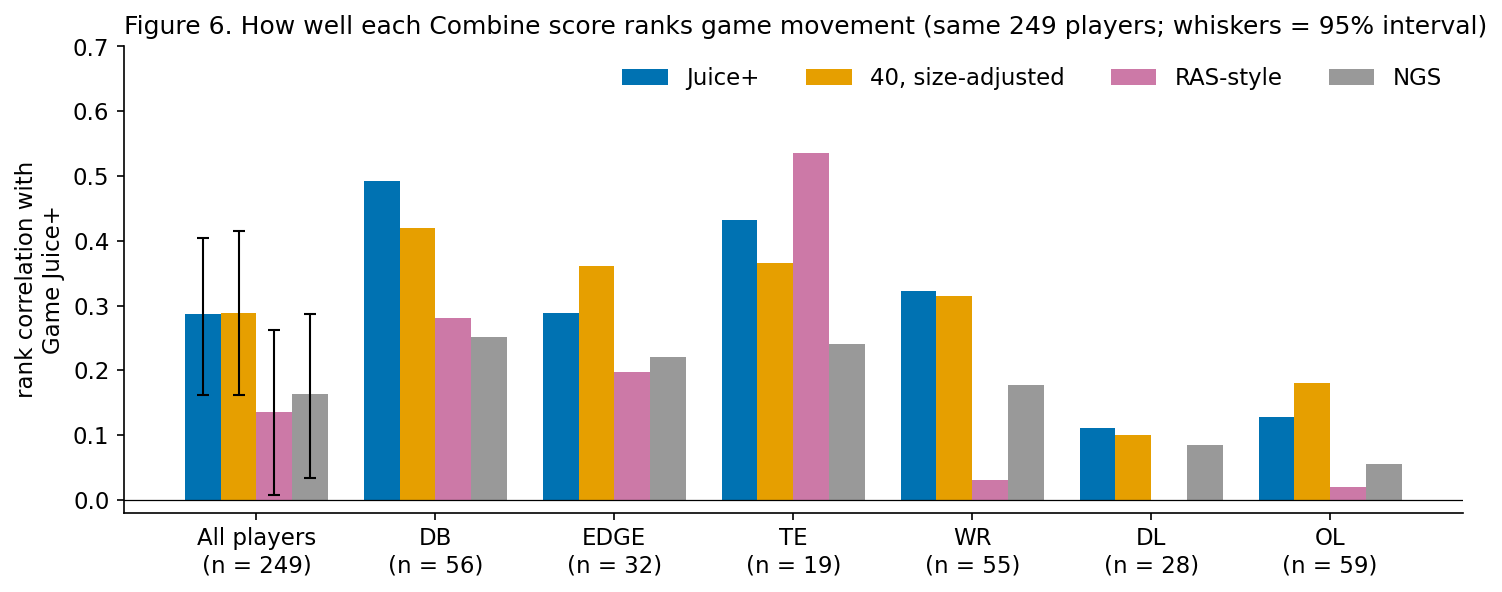 Figure 6. How well each Combine score ranks game movement (same 249 players; whiskers = 95% interval)
Juice+
40, size-adjusted
RAS-style
NGS
rank correlation with
Game Juice+
0.7
0.6
0.5
0.4
0.3
0.2
0.1
0.0
All players
(n = 249)
DB
(n = 56)
EDGE
(n = 32)
TE
(n = 19)
WR
(n = 55)
DL
(n = 28)
OL
(n = 59)